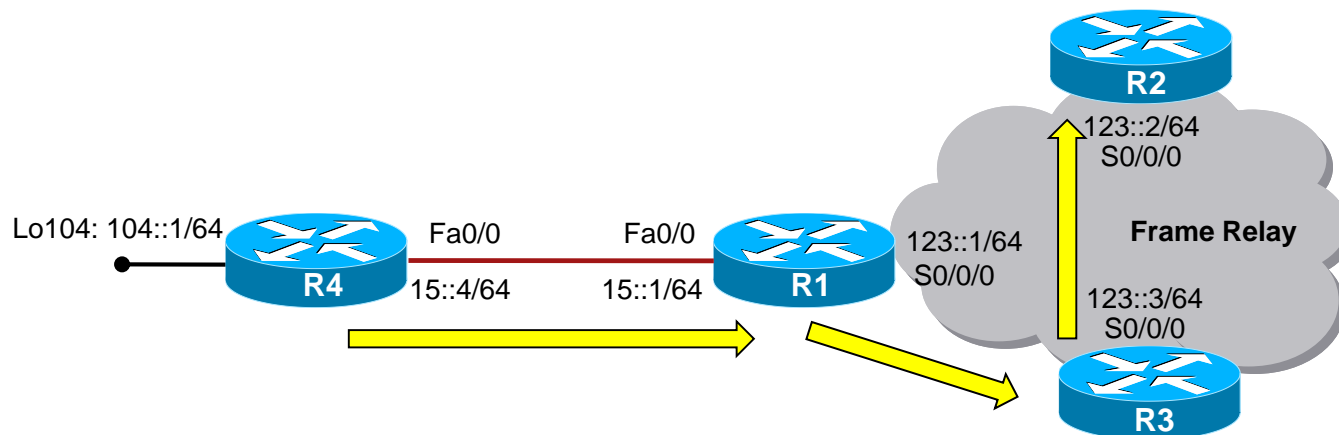 R2
123::2/64
S0/0/0
Lo104: 104::1/64
Fa0/0
Fa0/0
123::1/64
S0/0/0
Frame Relay
R4
15::4/64
15::1/64
R1
123::3/64
S0/0/0
R3